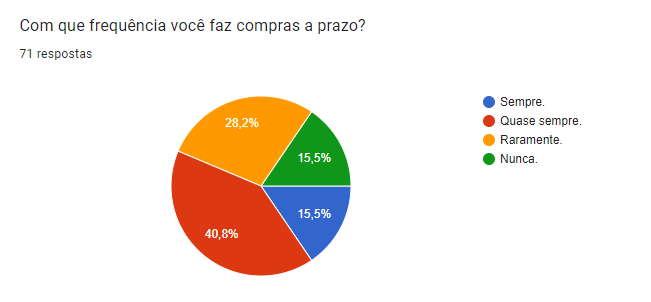 Com que frequência você faz compras a prazo?
71 respostas
Sempre.
Quase sempre.
Raramente.
Nunca.
28,2%
15,5%
15,5%
40,8%